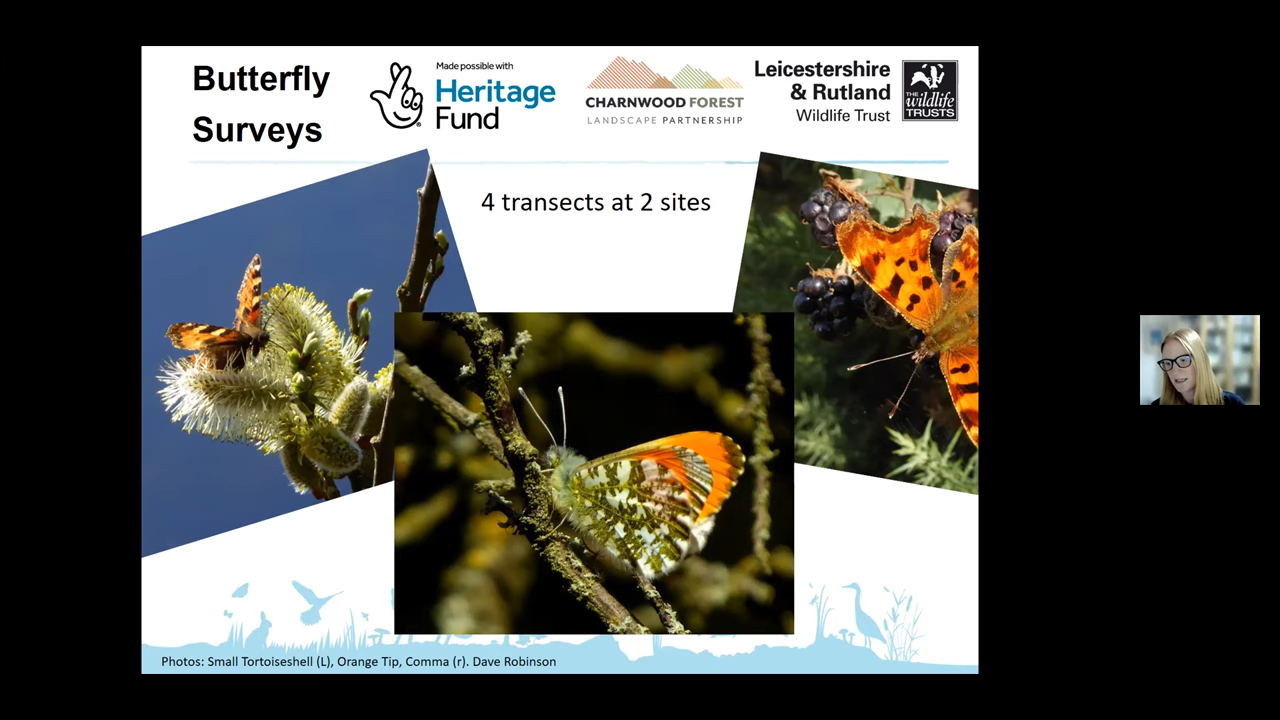 Butterfly
Surveys
Made possible with
Heritage
Fund
CHARNWOOD FOREST
LANDSCAPE PARTNERSHIP
Leicestershire
& Rutland
Wildlife Trust
THE
wildlife
TRUSTS
4 transects at 2 sites
Photos: Small Tortoiseshell (L), Orange Tip, Comma (r). Dave Robinson